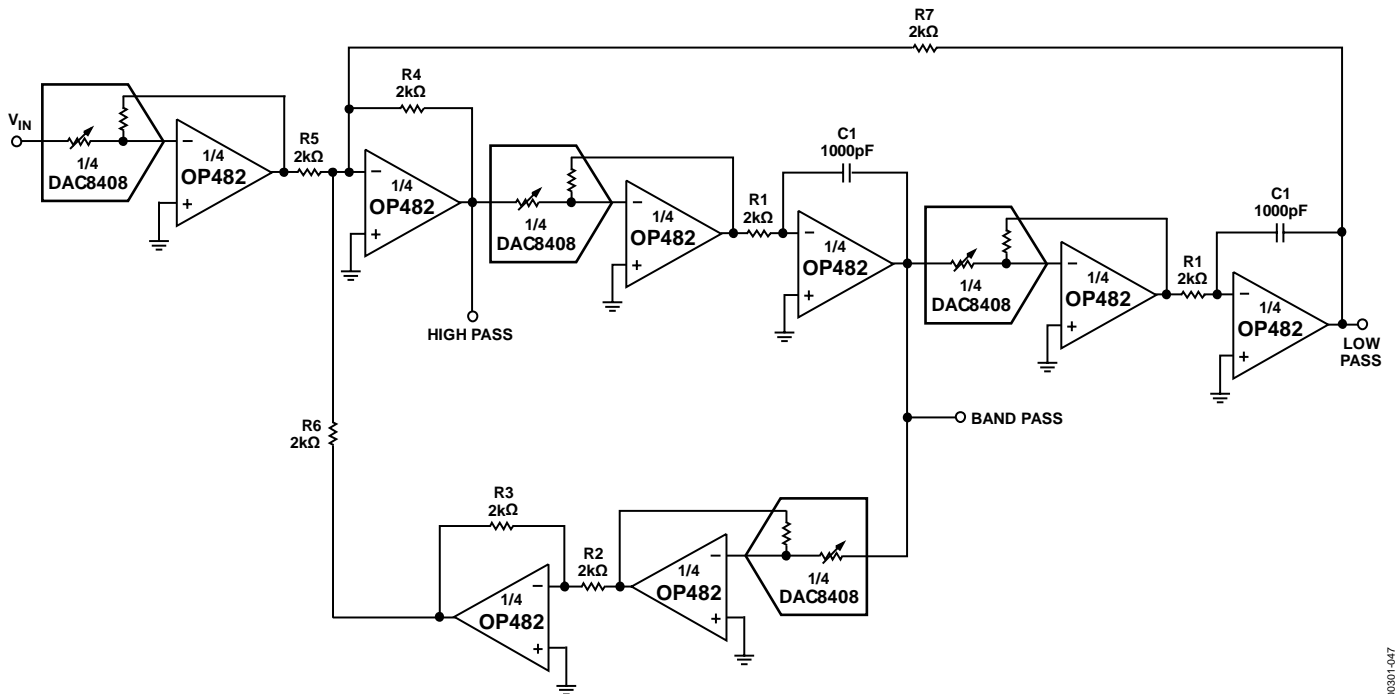 R7
2kΩ
R4
2kΩ
V_IN
1/4
DAC8408
1/4
OP482
R5
2kΩ
1/4
OP482
HIGH PASS
1/4
DAC8408
1/4
OP482
R1
2kΩ
C1
1000pF
1/4
OP482
1/4
DAC8408
1/4
OP482
R1
2kΩ
C1
1000pF
1/4
OP482
LOW
PASS
BAND PASS
R6
2kΩ
R3
2kΩ
1/4
OP482
R2
2kΩ
1/4
OP482
1/4
DAC8408
00301-047